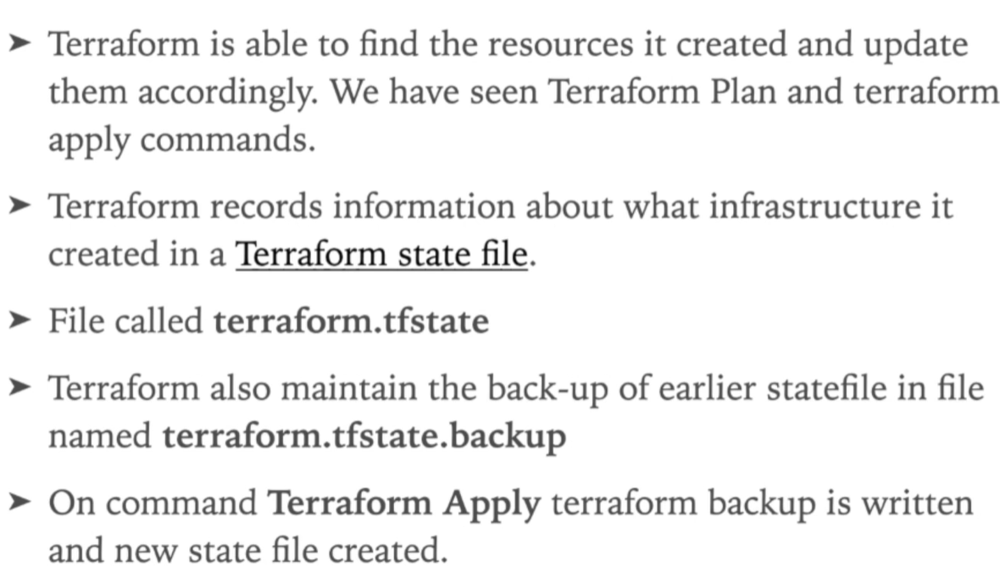 ➤ Terraform is able to find the resources it created and update
them accordingly. We have seen Terraform Plan and terraform
apply commands.
➤ Terraform records information about what infrastructure it
created in a Terraform state file.
➤ File called terraform.tfstate
➤ Terraform also maintain the back-up of earlier statefile in file
named terraform.tfstate.backup
➤ On command Terraform Apply terraform backup is written
and new state file created.